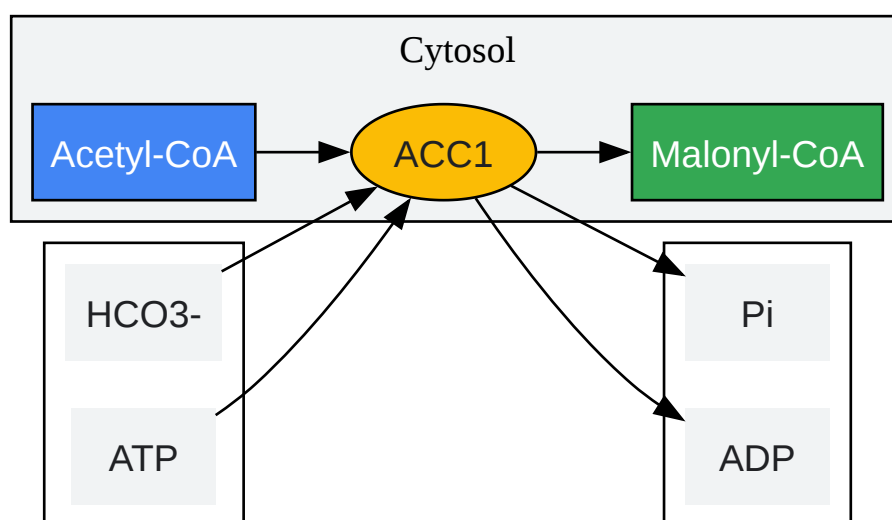 Cytosol
Acetyl-CoA
ACC1
Malonyl-CoA
HCO3-
Pi
ATP
ADP